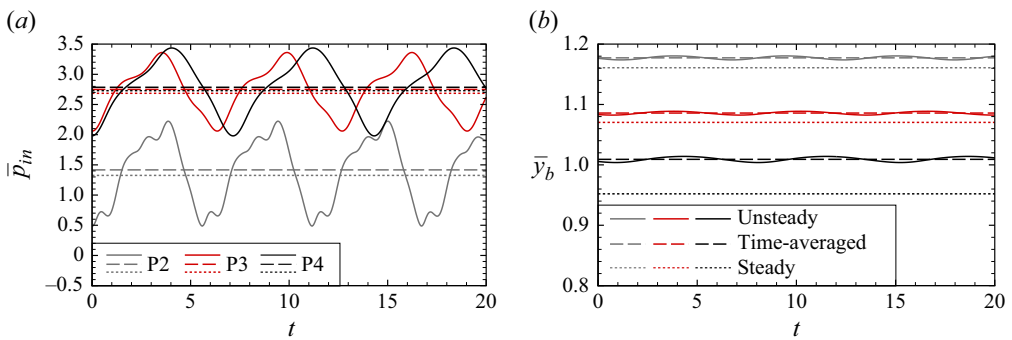 (a)
3.5
3.0
2.5
2.0
1.5
1.0
0.5
0
−0.5
p̅in
P2 P3 P4
0 5 10 15 20
t
(b)
1.2
1.1
1.0
0.9
0.8
y̅b
Unsteady
Time-averaged
Steady
0 5 10 15 20
t